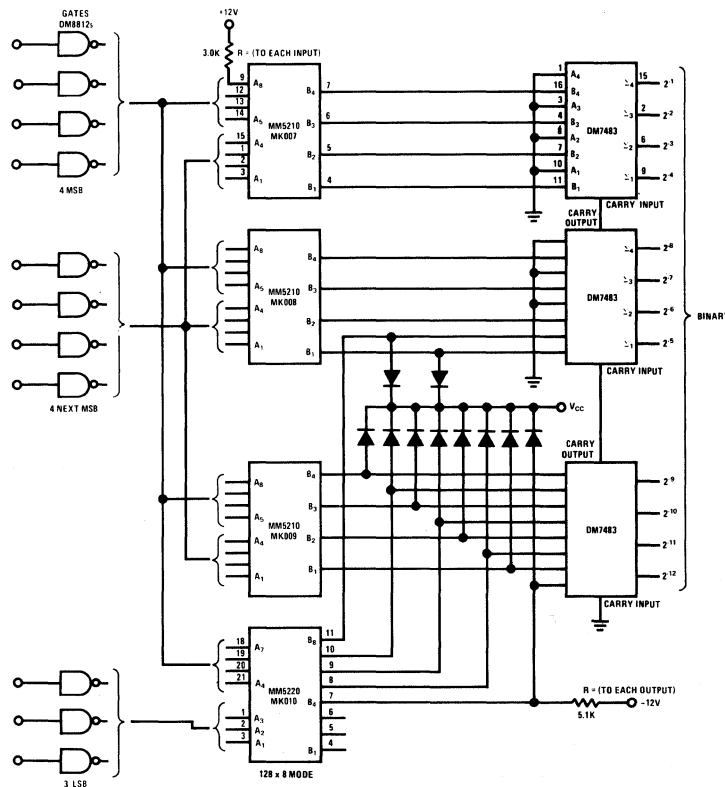 GATES
DM8812s
4 MSB
4 NEXT MSB
3 LSB
+12V
3.0K
R = (TO EACH INPUT)
9
12
13
14
15
1
2
3
A8
A5
A4
A1
MM5210
MK007
B4
B3
B2
B1
7
6
5
4
1
16
3
4
8
7
10
11
A4
B4
A3
B3
A2
B2
A1
B1
DM7483
Σ4
Σ3
Σ2
Σ1
15
2
6
9
2-1
2-2
2-3
2-4
CARRY INPUT
CARRY
OUTPUT
A8
A5
A4
A1
MM5210
MK008
B4
B3
B2
B1
DM7483
Σ4
Σ3
Σ2
Σ1
2-8
2-7
2-6
2-5
BINARY
CARRY INPUT
VCC
CARRY
OUTPUT
A8
A5
A4
A1
MM5210
MK009
B4
B3
B2
B1
DM7483
2-9
2-10
2-11
2-12
CARRY INPUT
18
19
20
21
1
2
3
A7
A4
A3
A2
A1
MM5220
MK010
B8
B4
B1
11
10
9
8
7
6
5
4
128 x 8 MODE
R = (TO EACH OUTPUT)
5.1K
-12V